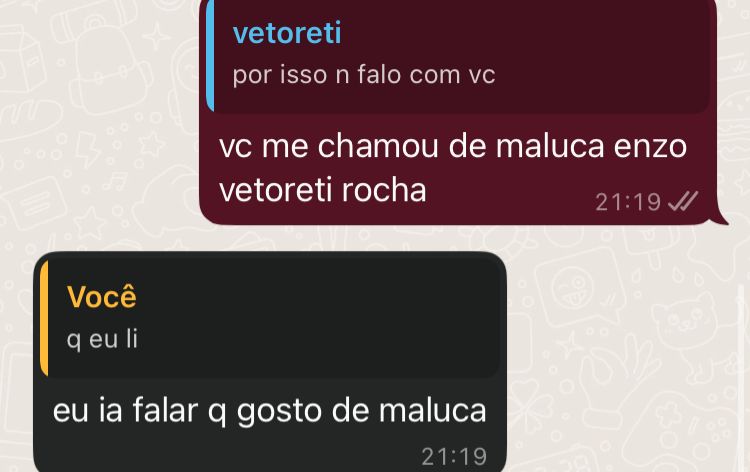 vetoreti
por isso n falo com vc
vc me chamou de maluca enzo
vetoreti rocha
21:19
Você
q eu li
eu ia falar q gosto de maluca
21:19